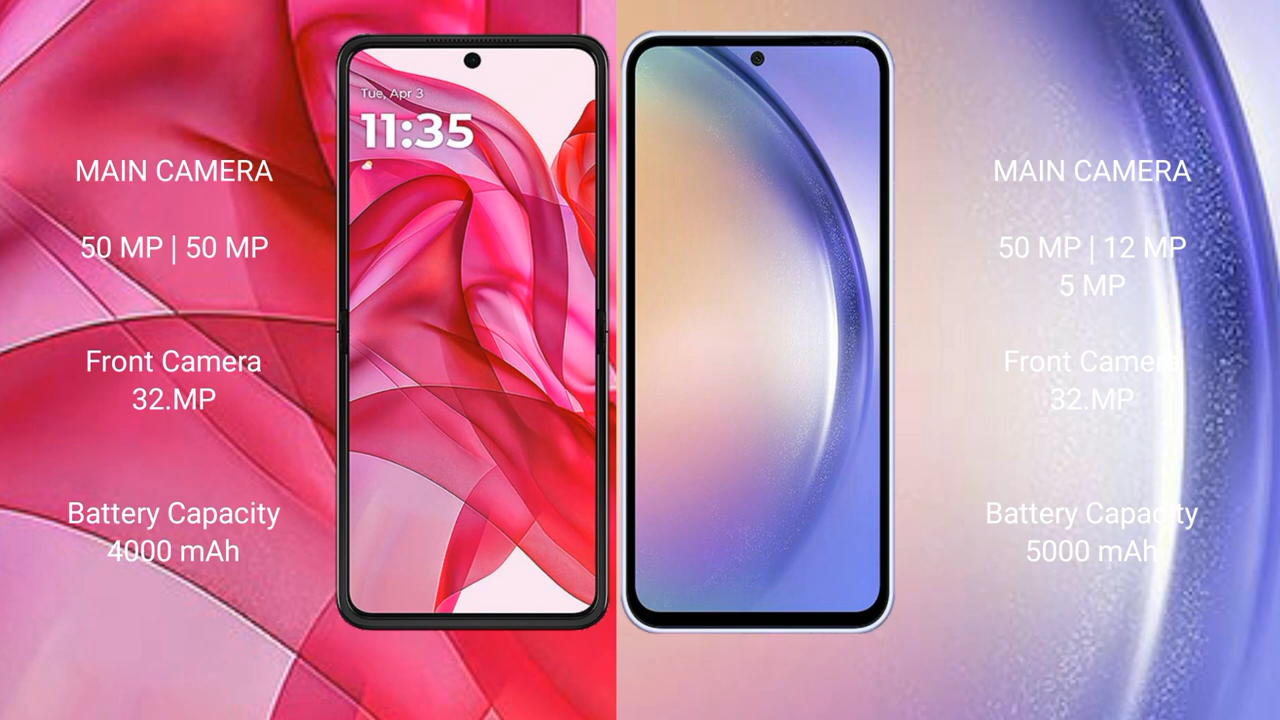 MAIN CAMERA
50 MP | 50 MP
Front Camera
32.MP
Battery Capacity
4000 mAh
Tue, Apr 3
11:35
MAIN CAMERA
50 MP | 12 MP
5 MP
Front Camera
32.MP
Battery Capacity
5000 mAh